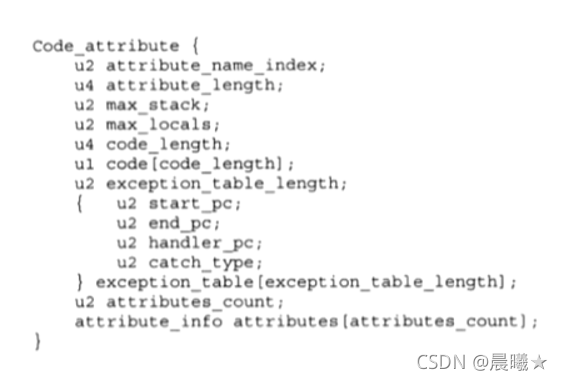 Code_attribute {
u2 attribute_name_index;
u4 attribute_length;
u2 max_stack;
u2 max_locals;
u4 code_length;
u1 code[code_length];
u2 exception_table_length;
{ u2 start_pc;
u2 end_pc;
u2 handler_pc;
u2 catch_type;
} exception_table[exception_table_length];
u2 attributes_count;
attribute_info attributes[attributes_count];
}
CSDN @晨曦★